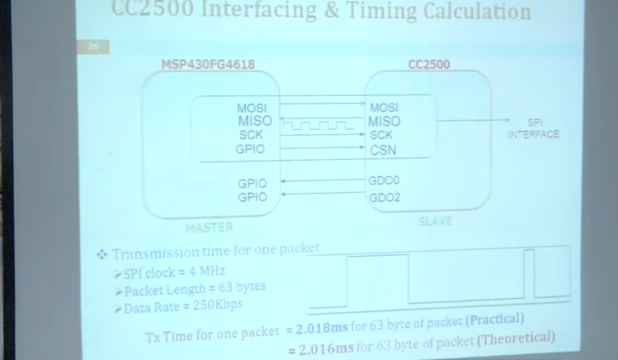 CC2500 Interfacing & Timing Calculation
MSP430FG4618
CC2500
MOSI
MISO
SCK
GPIO
MOSI
MISO
SCK
CSN
SPI
INTERFACE
GPIO
GPIO
GDO0
GDO2
MASTER
SLAVE
❖ Transmission time for one packet
➢SPI clock = 4 MHz
➢Packet Length = 63 bytes
➢Data Rate = 250Kbps
Tx Time for one packet = 2.018ms for 63 byte of packet (Practical)
= 2.016ms for 63 byte of packet (Theoretical)